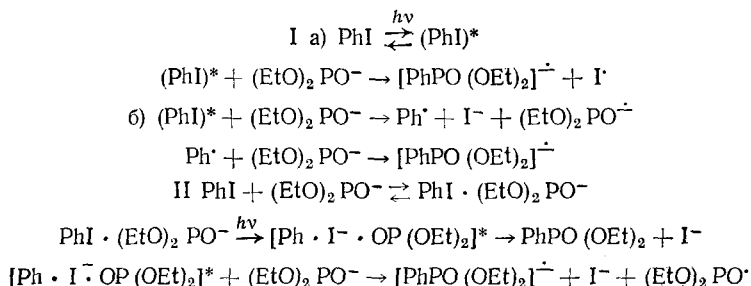 hν
I а) PhI ⇄ (PhI)*
(PhI)* + (EtO)₂ PO⁻ → [PhPO (OEt)₂]∸ + I·
б) (PhI)* + (EtO)₂ PO⁻ → Ph· + I⁻ + (EtO)₂ PO∸
Ph· + (EtO)₂ PO⁻ → [PhPO (OEt)₂]∸
II PhI + (EtO)₂ PO⁻ ⇄ PhI · (EtO)₂ PO⁻
PhI · (EtO)₂ PO⁻ —hν→ [Ph · I⁻ · OP (OEt)₂]* → PhPO (OEt)₂ + I⁻
[Ph · I∸ OP (OEt)₂]* + (EtO)₂ PO⁻ → [PhPO (OEt)₂]∸ + I⁻ + (EtO)₂ PO·